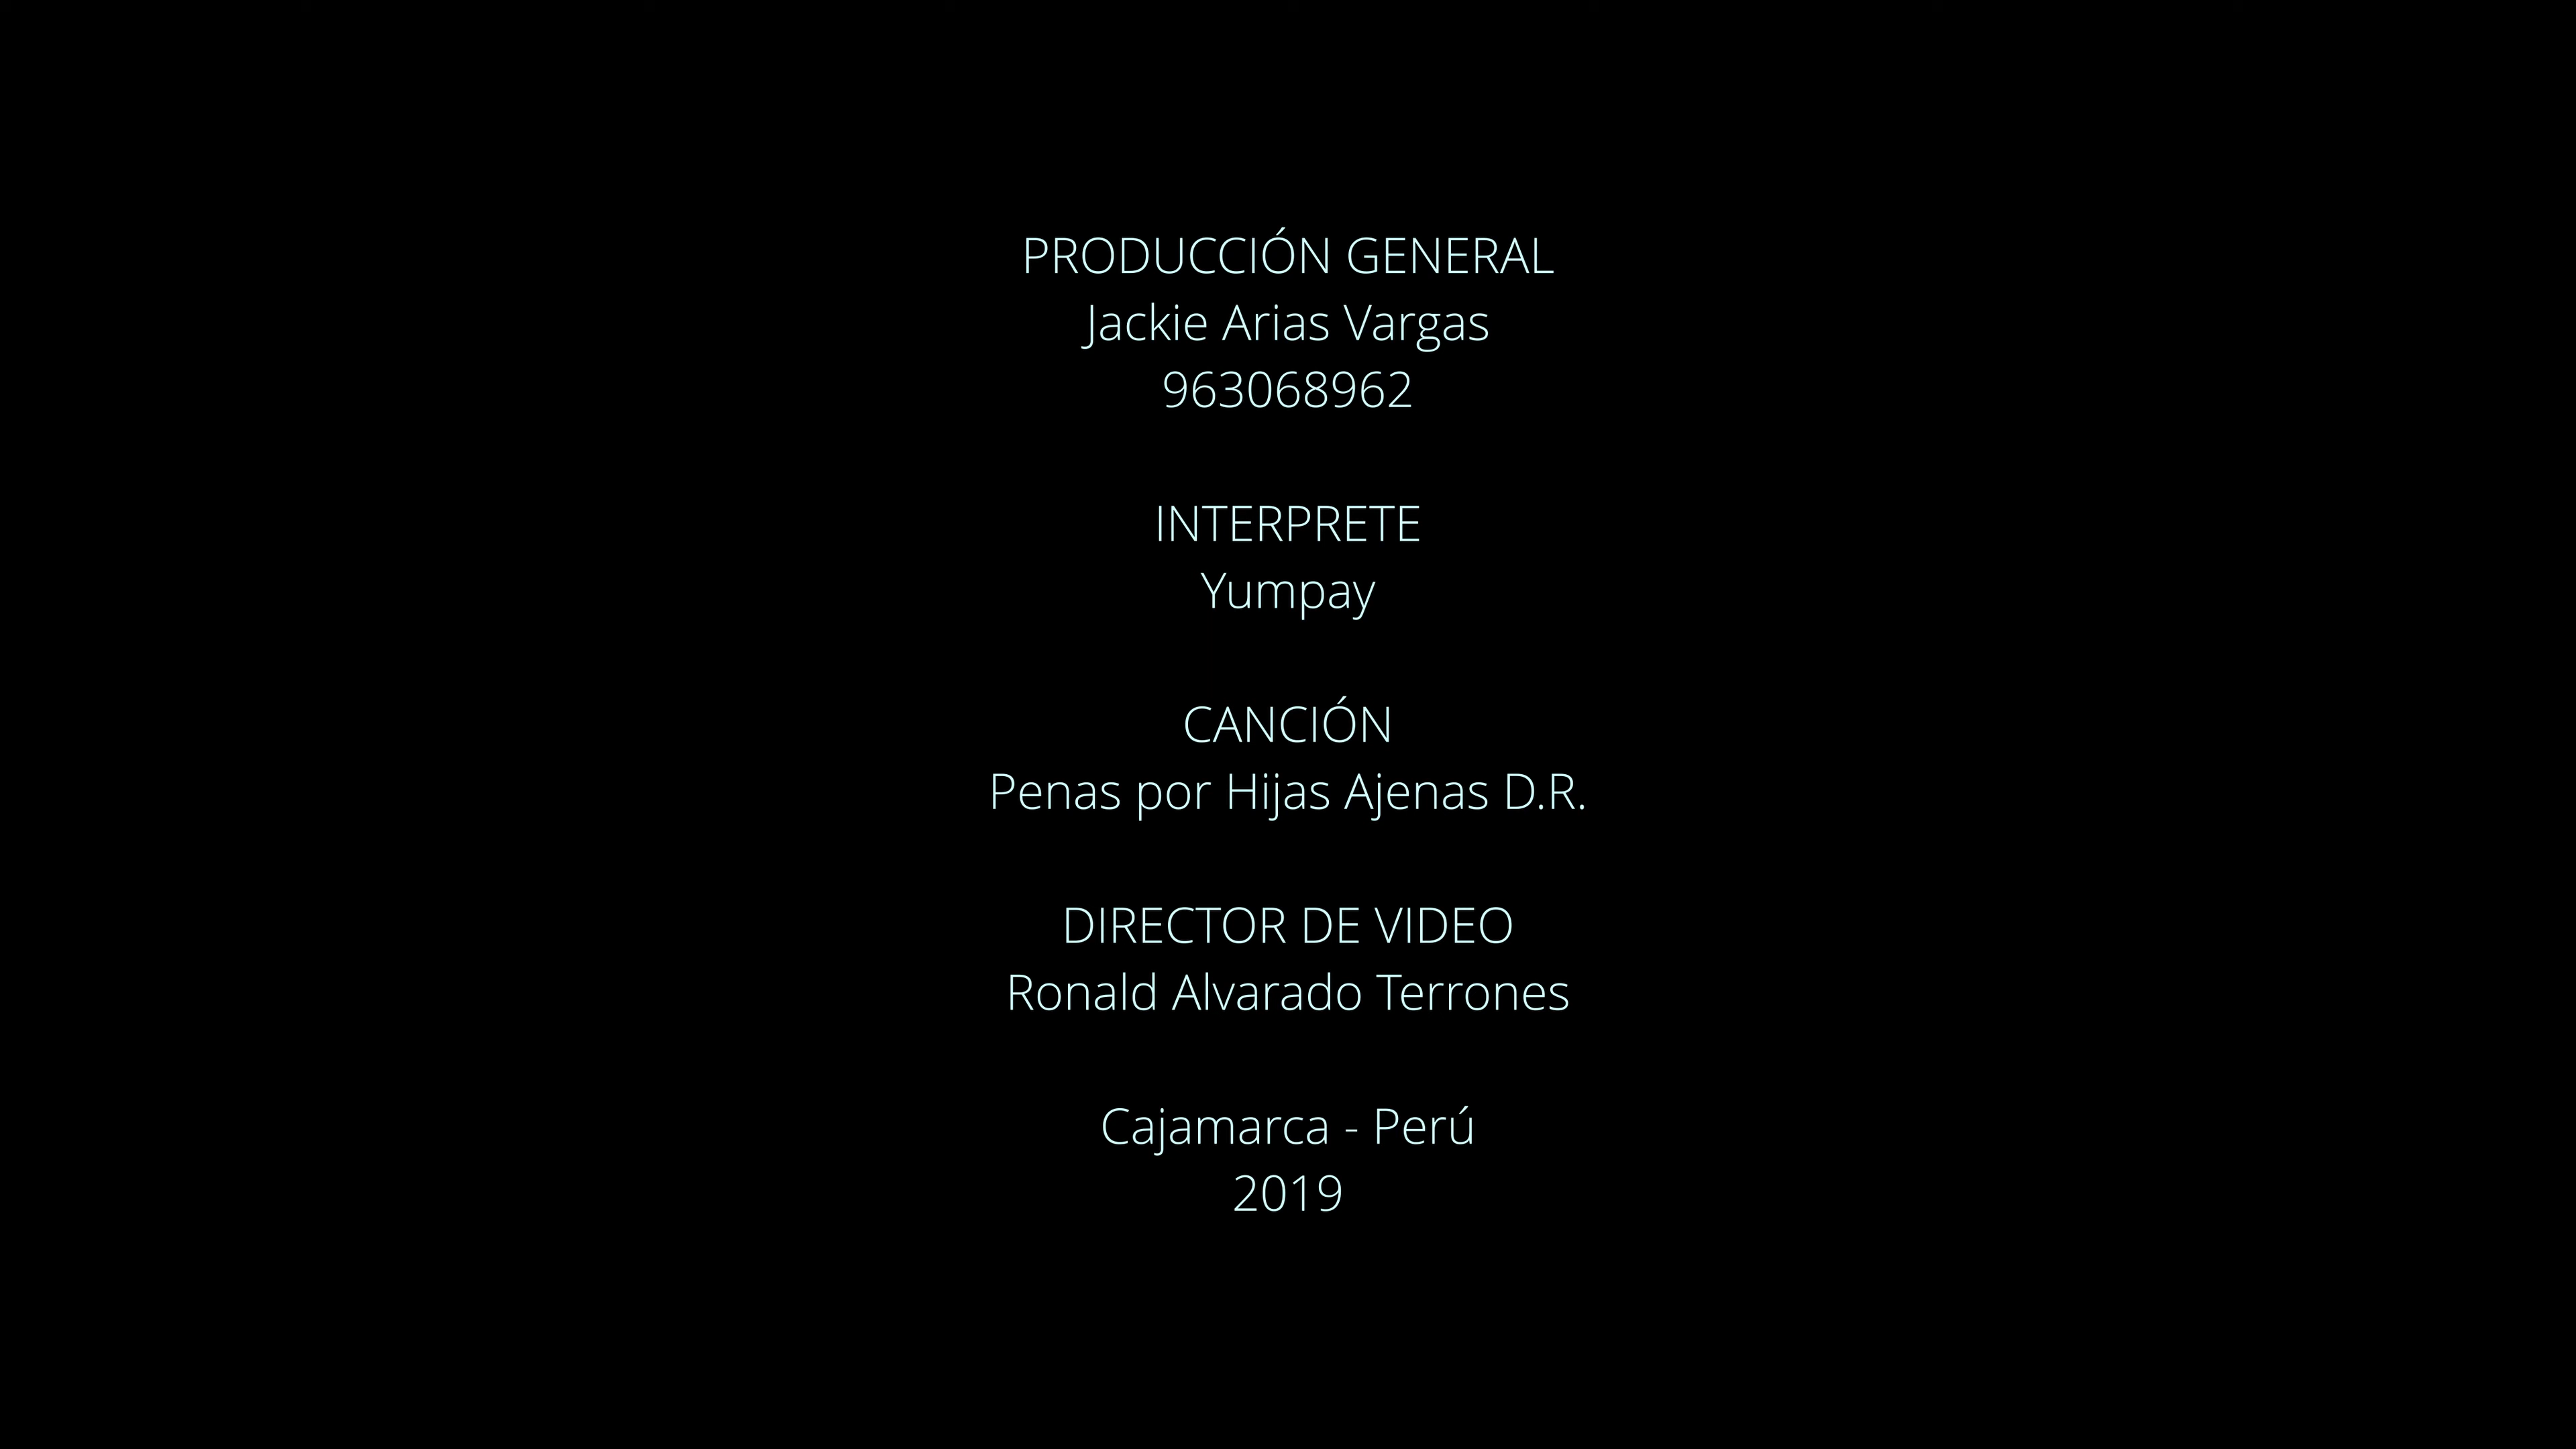 PRODUCCIÓN GENERAL
Jackie Arias Vargas
963068962
INTERPRETE
Yumpay
CANCIÓN
Penas por Hijas Ajenas D.R.
DIRECTOR DE VIDEO
Ronald Alvarado Terrones
Cajamarca - Perú
2019